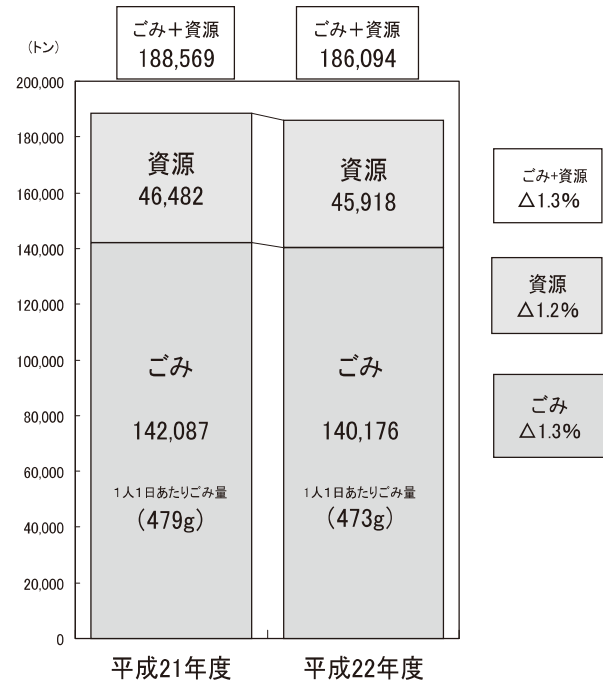 ごみ＋資源
188,569
ごみ＋資源
186,094
(トン)
200,000
180,000
160,000
140,000
120,000
100,000
80,000
60,000
40,000
20,000
0
資源
46,482
資源
45,918
ごみ
142,087
1人1日あたりごみ量
(479g)
ごみ
140,176
1人1日あたりごみ量
(473g)
平成21年度
平成22年度
ごみ+資源
△1.3%
資源
△1.2%
ごみ
△1.3%